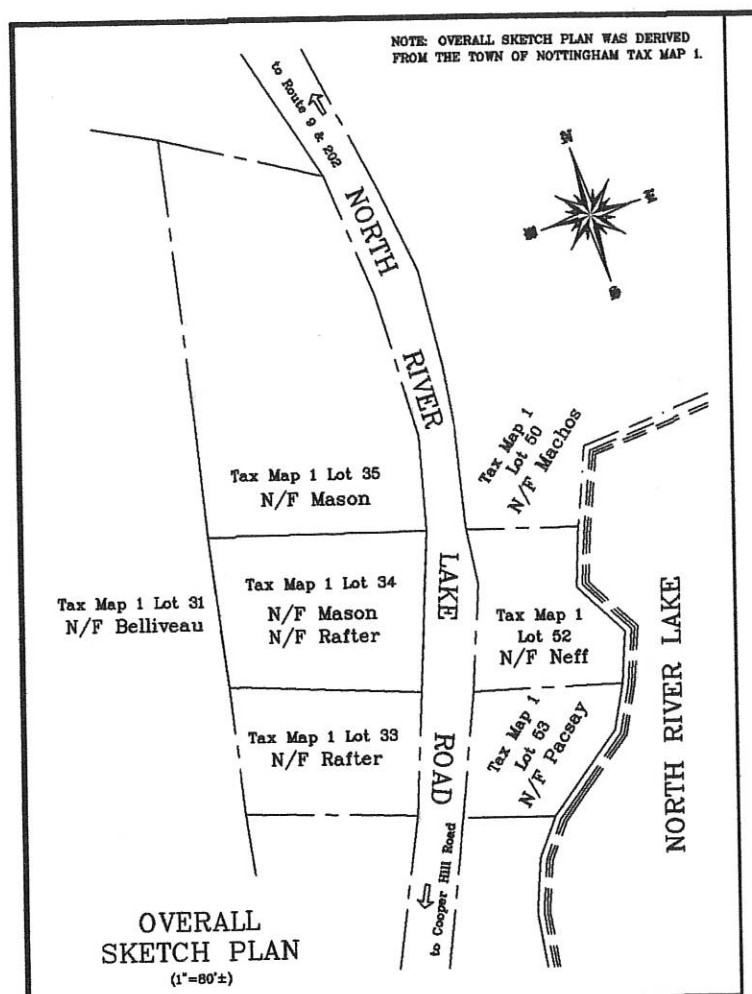 NOTE: OVERALL SKETCH PLAN WAS DERIVED
FROM THE TOWN OF NOTTINGHAM TAX MAP 1.
to Route 9 & 202
N
E
W
S
NORTH
RIVER
LAKE
ROAD
Tax Map 1
Lot 50
N/F Machos
Tax Map 1 Lot 35
N/F Mason
Tax Map 1 Lot 34
N/F Mason
N/F Rafter
Tax Map 1 Lot 31
N/F Belliveau
Tax Map 1
Lot 52
N/F Neff
Tax Map 1 Lot 33
N/F Rafter
Tax Map 1
Lot 53
N/F Pacsay
NORTH RIVER LAKE
to Cooper Hill Road
OVERALL
SKETCH PLAN
(1"=80'±)